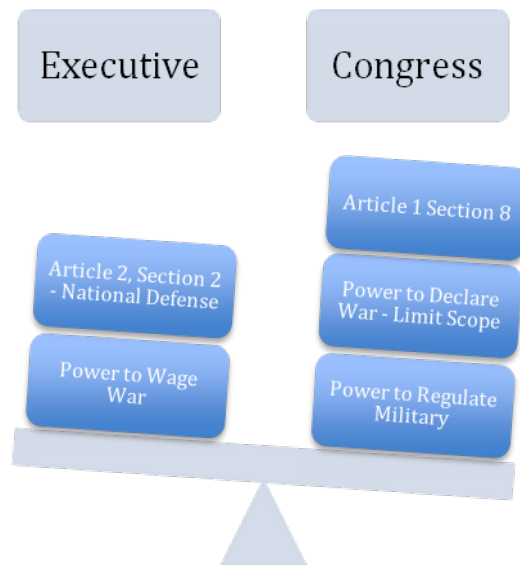 Executive
Congress
Article 1 Section 8
Article 2, Section 2
- National Defense
Power to Declare
War - Limit Scope
Power to Wage
War
Power to Regulate
Military